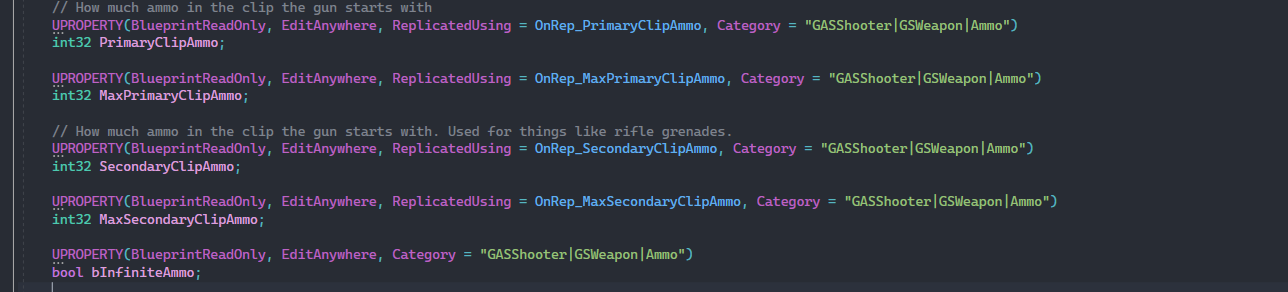 // How much ammo in the clip the gun starts with
UPROPERTY(BlueprintReadOnly, EditAnywhere, ReplicatedUsing = OnRep_PrimaryClipAmmo, Category = "GASShooter|GSWeapon|Ammo")
int32 PrimaryClipAmmo;
UPROPERTY(BlueprintReadOnly, EditAnywhere, ReplicatedUsing = OnRep_MaxPrimaryClipAmmo, Category = "GASShooter|GSWeapon|Ammo")
int32 MaxPrimaryClipAmmo;
// How much ammo in the clip the gun starts with. Used for things like rifle grenades.
UPROPERTY(BlueprintReadOnly, EditAnywhere, ReplicatedUsing = OnRep_SecondaryClipAmmo, Category = "GASShooter|GSWeapon|Ammo")
int32 SecondaryClipAmmo;
UPROPERTY(BlueprintReadOnly, EditAnywhere, ReplicatedUsing = OnRep_MaxSecondaryClipAmmo, Category = "GASShooter|GSWeapon|Ammo")
int32 MaxSecondaryClipAmmo;
UPROPERTY(BlueprintReadOnly, EditAnywhere, Category = "GASShooter|GSWeapon|Ammo")
bool bInfiniteAmmo;